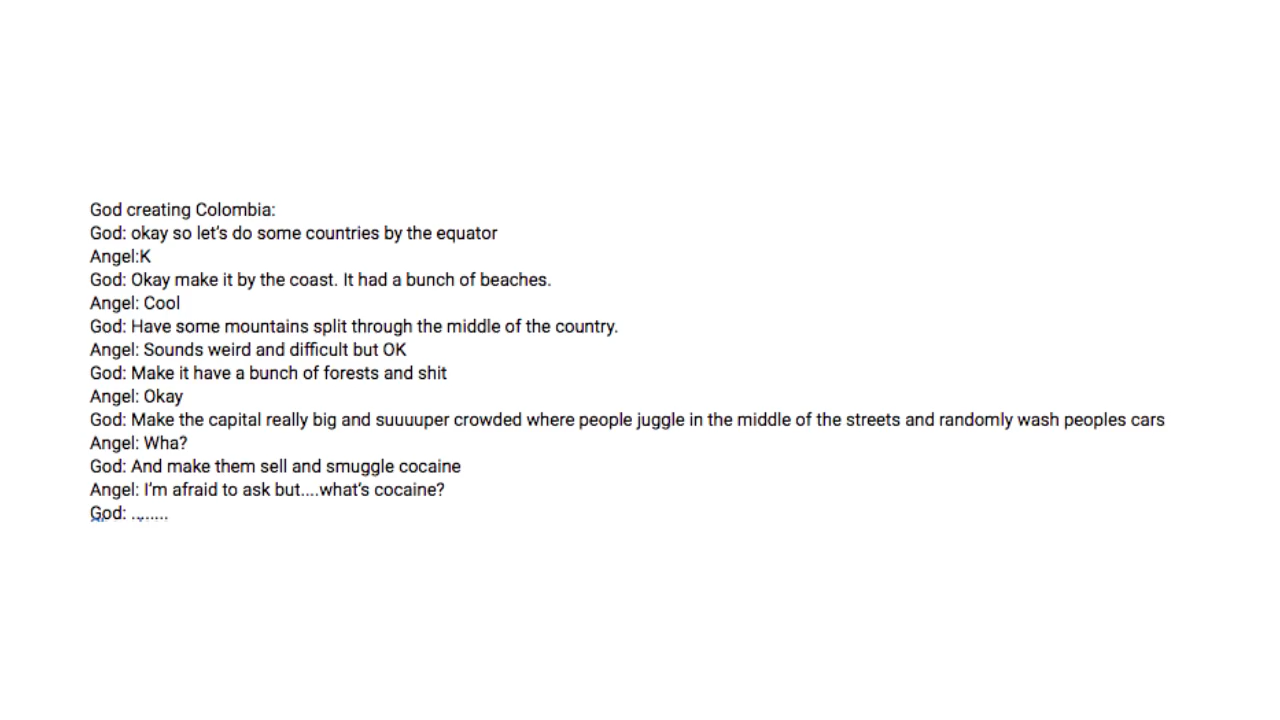 God creating Colombia:
God: okay so let's do some countries by the equator
Angel:K
God: Okay make it by the coast. It had a bunch of beaches.
Angel: Cool
God: Have some mountains split through the middle of the country.
Angel: Sounds weird and difficult but OK
God: Make it have a bunch of forests and shit
Angel: Okay
God: Make the capital really big and suuuuper crowded where people juggle in the middle of the streets and randomly wash peoples cars
Angel: Wha?
God: And make them sell and smuggle cocaine
Angel: I'm afraid to ask but....what's cocaine?
God: ........